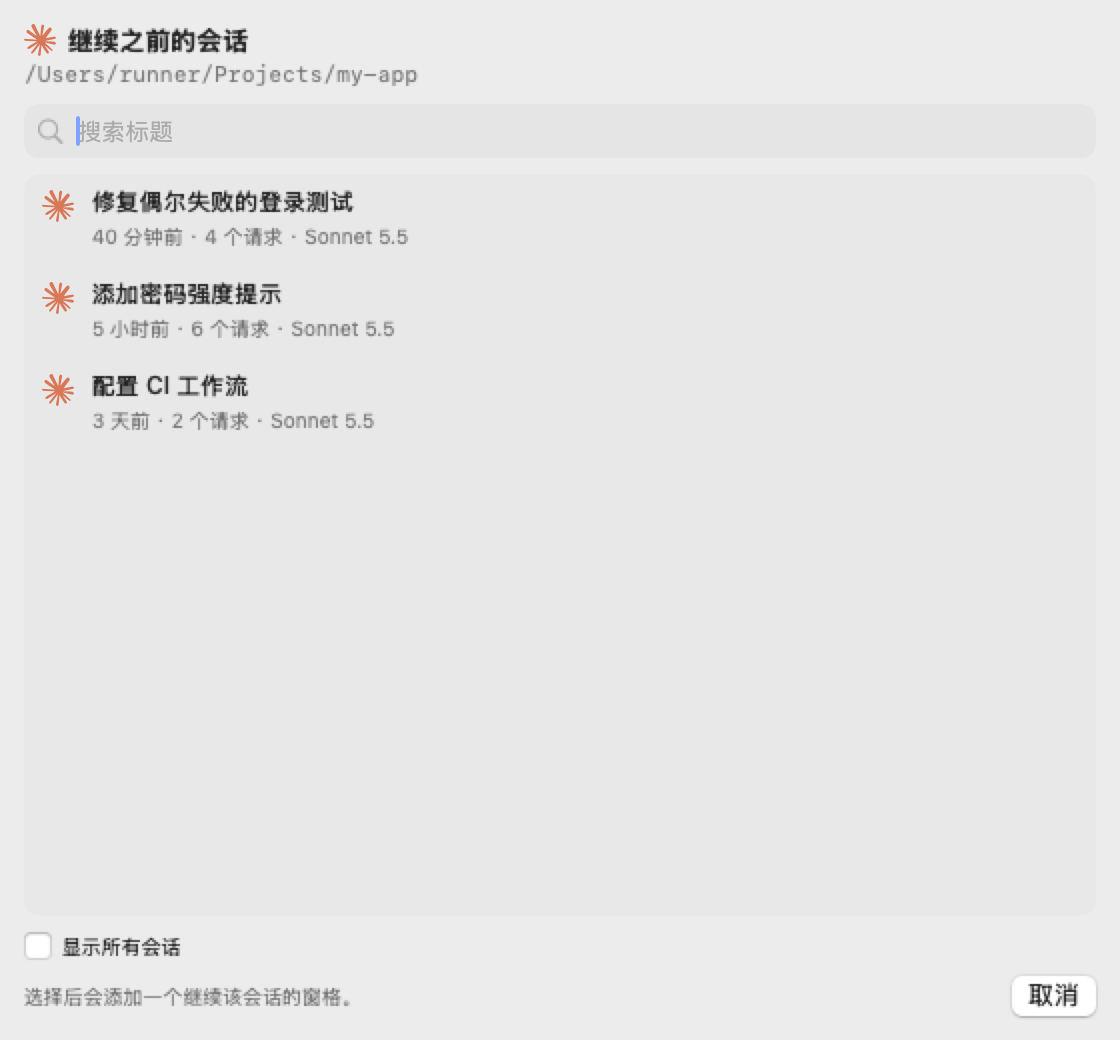 继续之前的会话
/Users/runner/Projects/my-app
搜索标题
修复偶尔失败的登录测试
40 分钟前 · 4 个请求 · Sonnet 5.5
添加密码强度提示
5 小时前 · 6 个请求 · Sonnet 5.5
配置 CI 工作流
3 天前 · 2 个请求 · Sonnet 5.5
显示所有会话
选择后会添加一个继续该会话的窗格。
取消